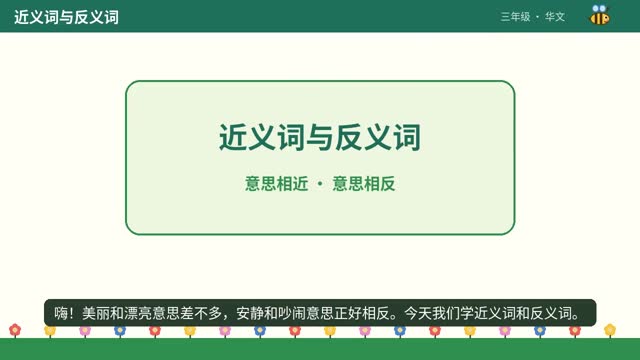 近义词与反义词
三年级 · 华文
近义词与反义词
意思相近 · 意思相反
嗨！美丽和漂亮意思差不多，安静和吵闹意思正好相反。今天我们学近义词和反义词。